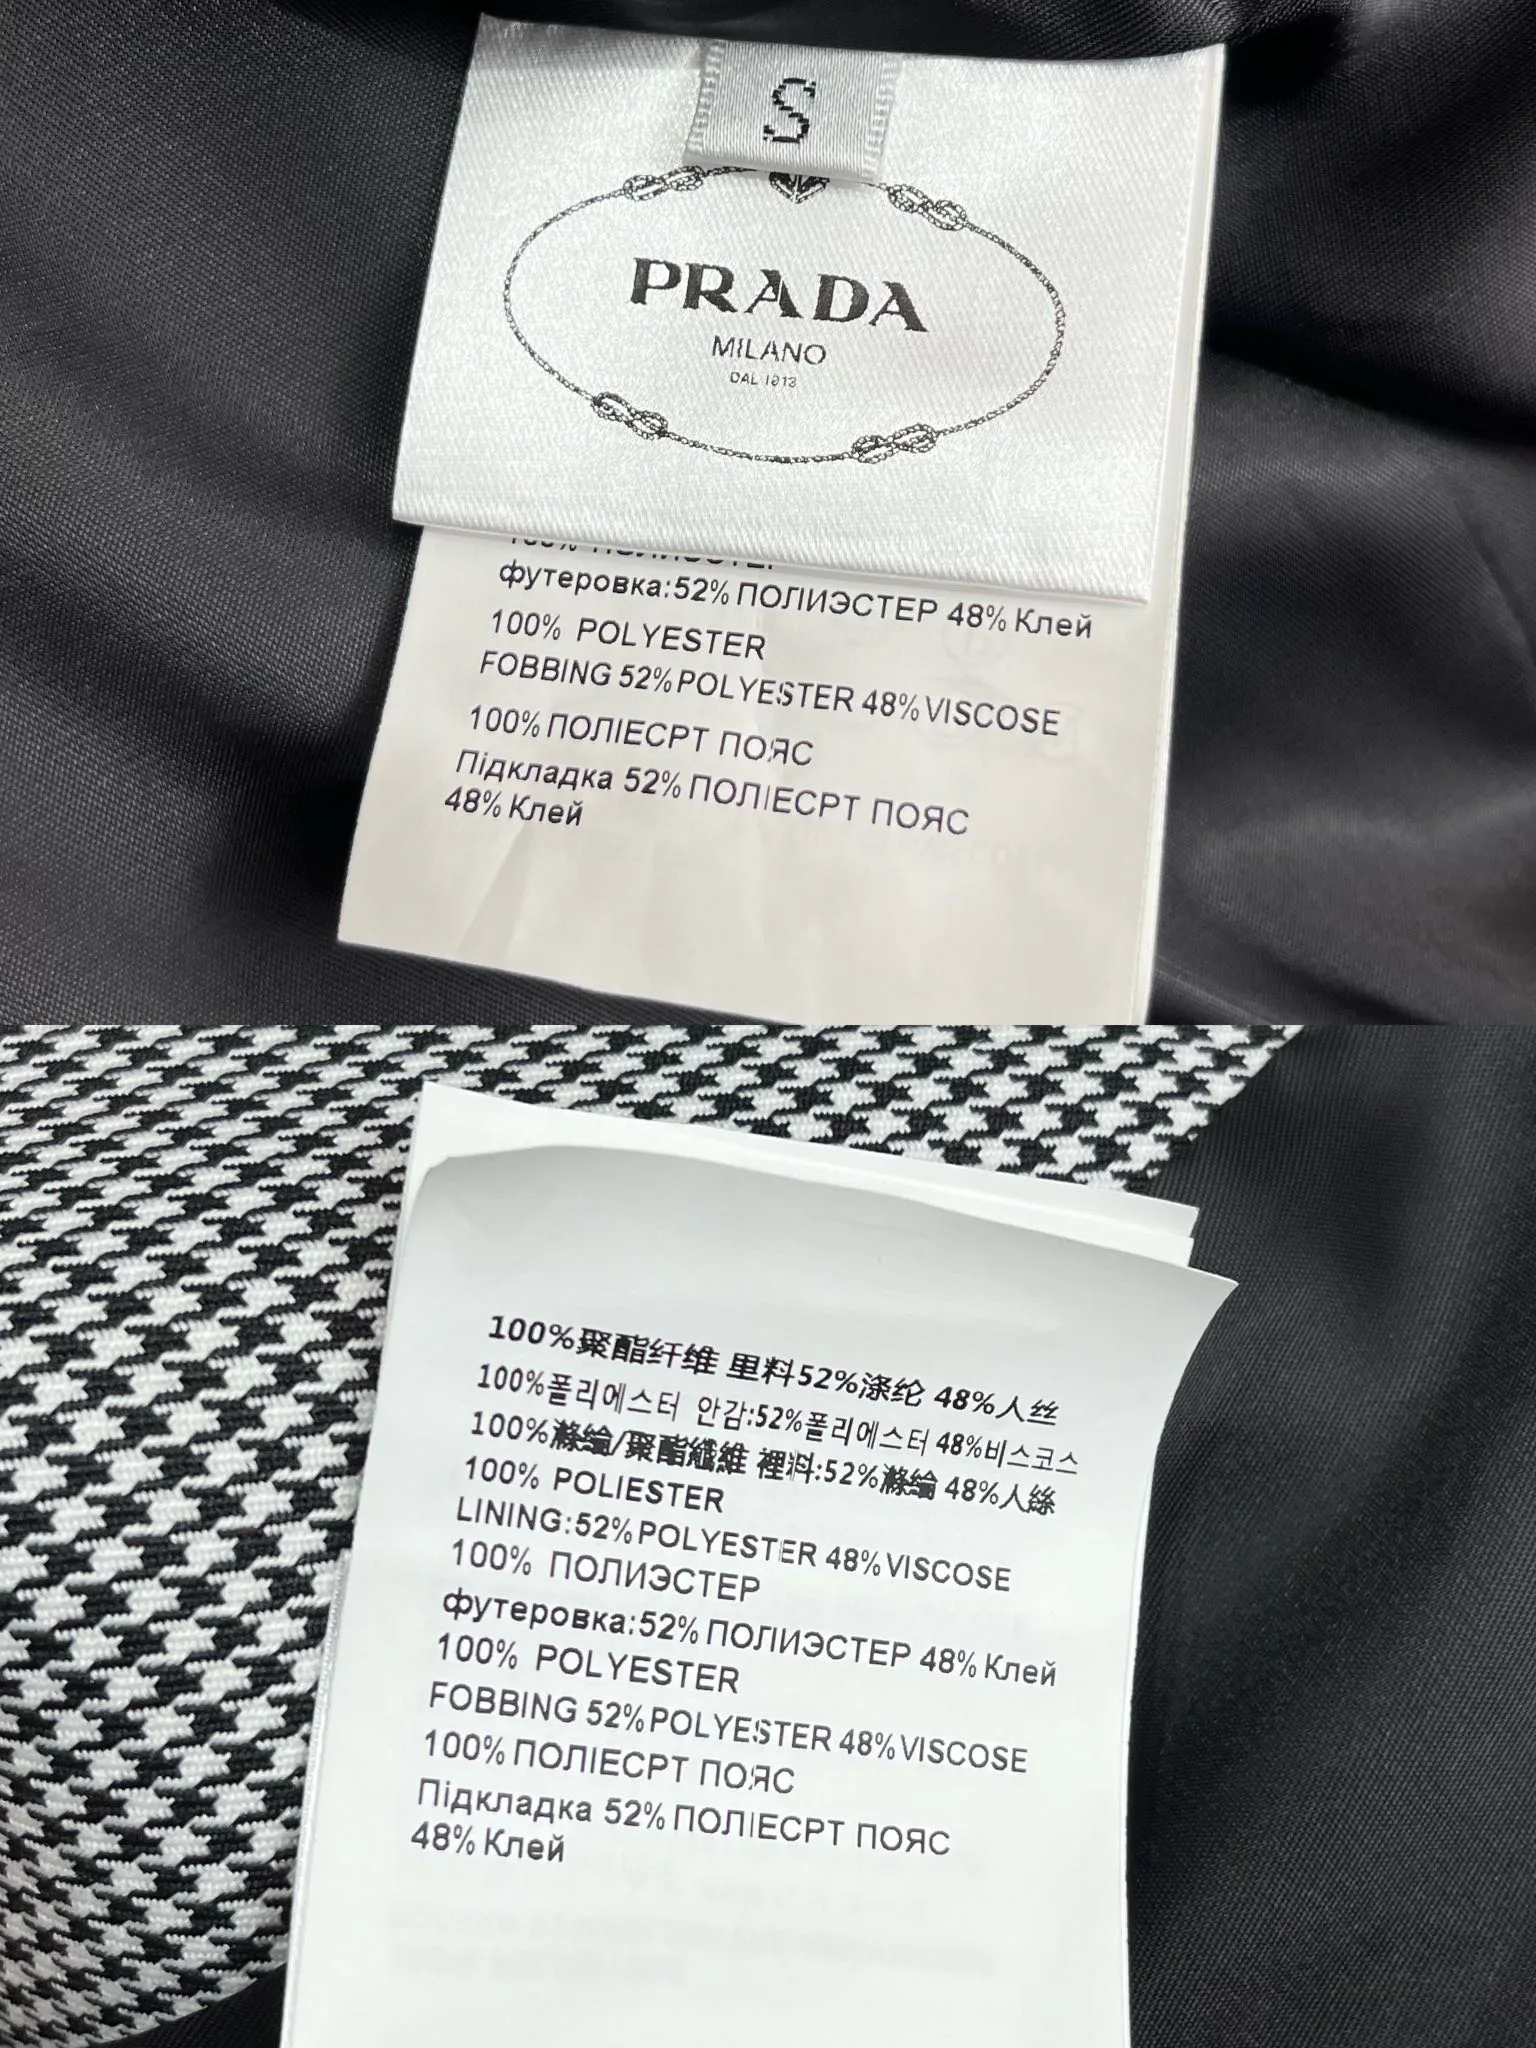 S
PRADA
MILANO
DAL 1913
100% ПОЛИЭСТЕР
футеровка:52%ПОЛИЭСТЕР 48%Клей
100% POLYESTER
FOBBING 52%POLYESTER 48%VISCOSE
100%ПОЛІЕСРТ ПОЯС
Підкладка 52%ПОЛІЕСРТ ПОЯС
48%Клей
100%聚酯纤维 里料52%涤纶 48%人丝
100%폴리에스터 안감:52%폴리에스터 48%비스코스
100%滌綸/聚酯纖維 裡料:52%滌綸 48%人絲
100% POLIESTER
LINING:52%POLYESTER 48%VISCOSE
100% ПОЛИЭСТЕР
футеровка:52%ПОЛИЭСТЕР 48%Клей
100% POLYESTER
FOBBING 52%POLYESTER 48%VISCOSE
100%ПОЛІЕСРТ ПОЯС
Підкладка 52%ПОЛІЕСРТ ПОЯС
48%Клей